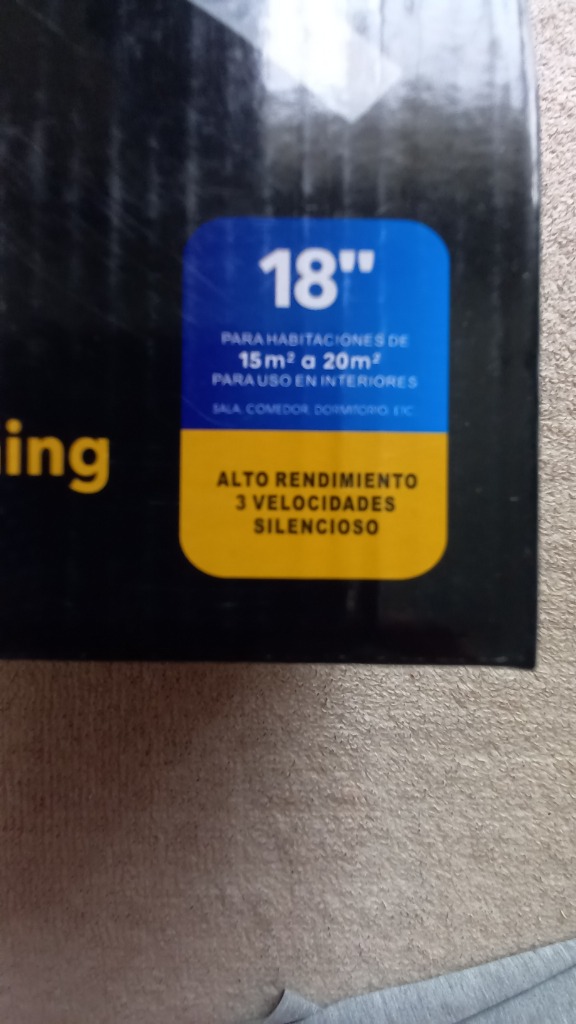 18"
PARA HABITACIONES DE
15m² a 20m²
PARA USO EN INTERIORES
SALA, COMEDOR, DORMITORIO, ETC
ing
ALTO RENDIMIENTO
3 VELOCIDADES
SILENCIOSO